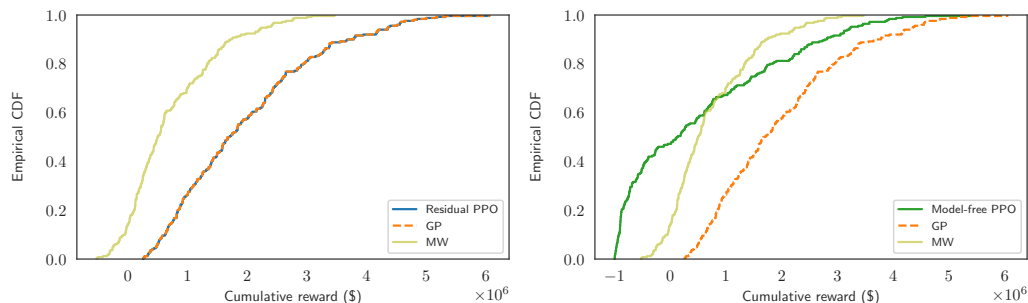 1.0
0.8
0.6
0.4
0.2
0.0
Empirical CDF
Residual PPO
GP
MW
0 1 2 3 4 5 6
Cumulative reward ($)
×10⁶
1.0
0.8
0.6
0.4
0.2
0.0
Empirical CDF
Model-free PPO
GP
MW
−1 0 1 2 3 4 5 6
Cumulative reward ($)
×10⁶